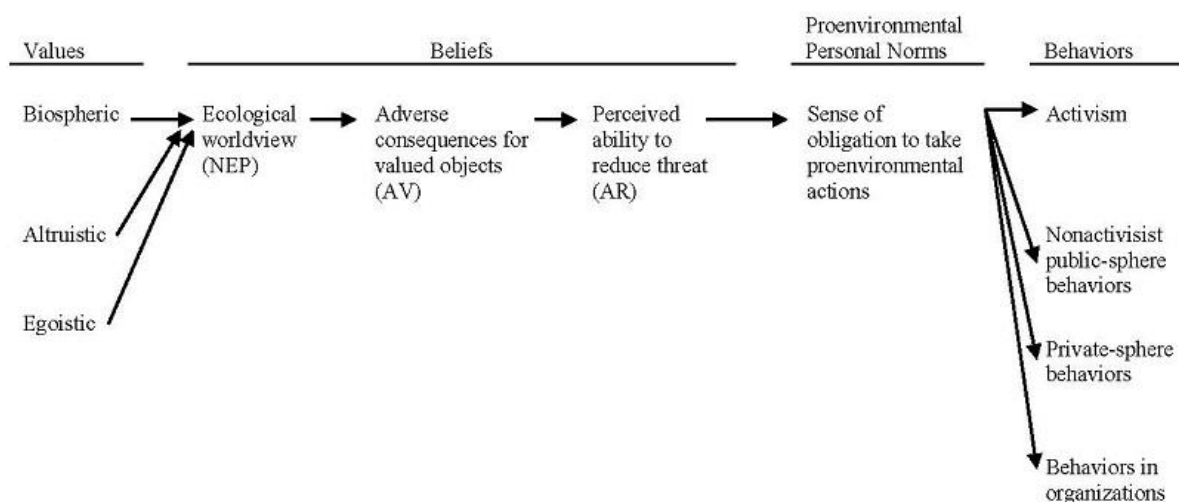 Values
Beliefs
Proenvironmental
Personal Norms
Behaviors
Biospheric
Altruistic
Egoistic
Ecological
worldview
(NEP)
Adverse
consequences for
valued objects
(AV)
Perceived
ability to
reduce threat
(AR)
Sense of
obligation to take
proenvironmental
actions
Activism
Nonactivisist
public-sphere
behaviors
Private-sphere
behaviors
Behaviors in
organizations